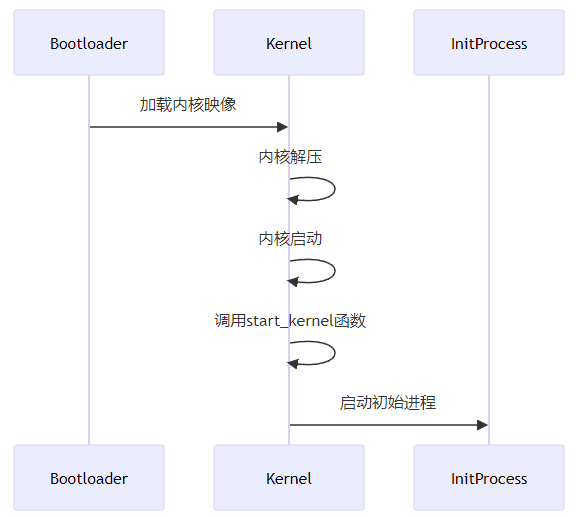 Bootloader
Kernel
InitProcess
加载内核映像
内核解压
内核启动
调用start_kernel函数
启动初始进程
Bootloader
Kernel
InitProcess